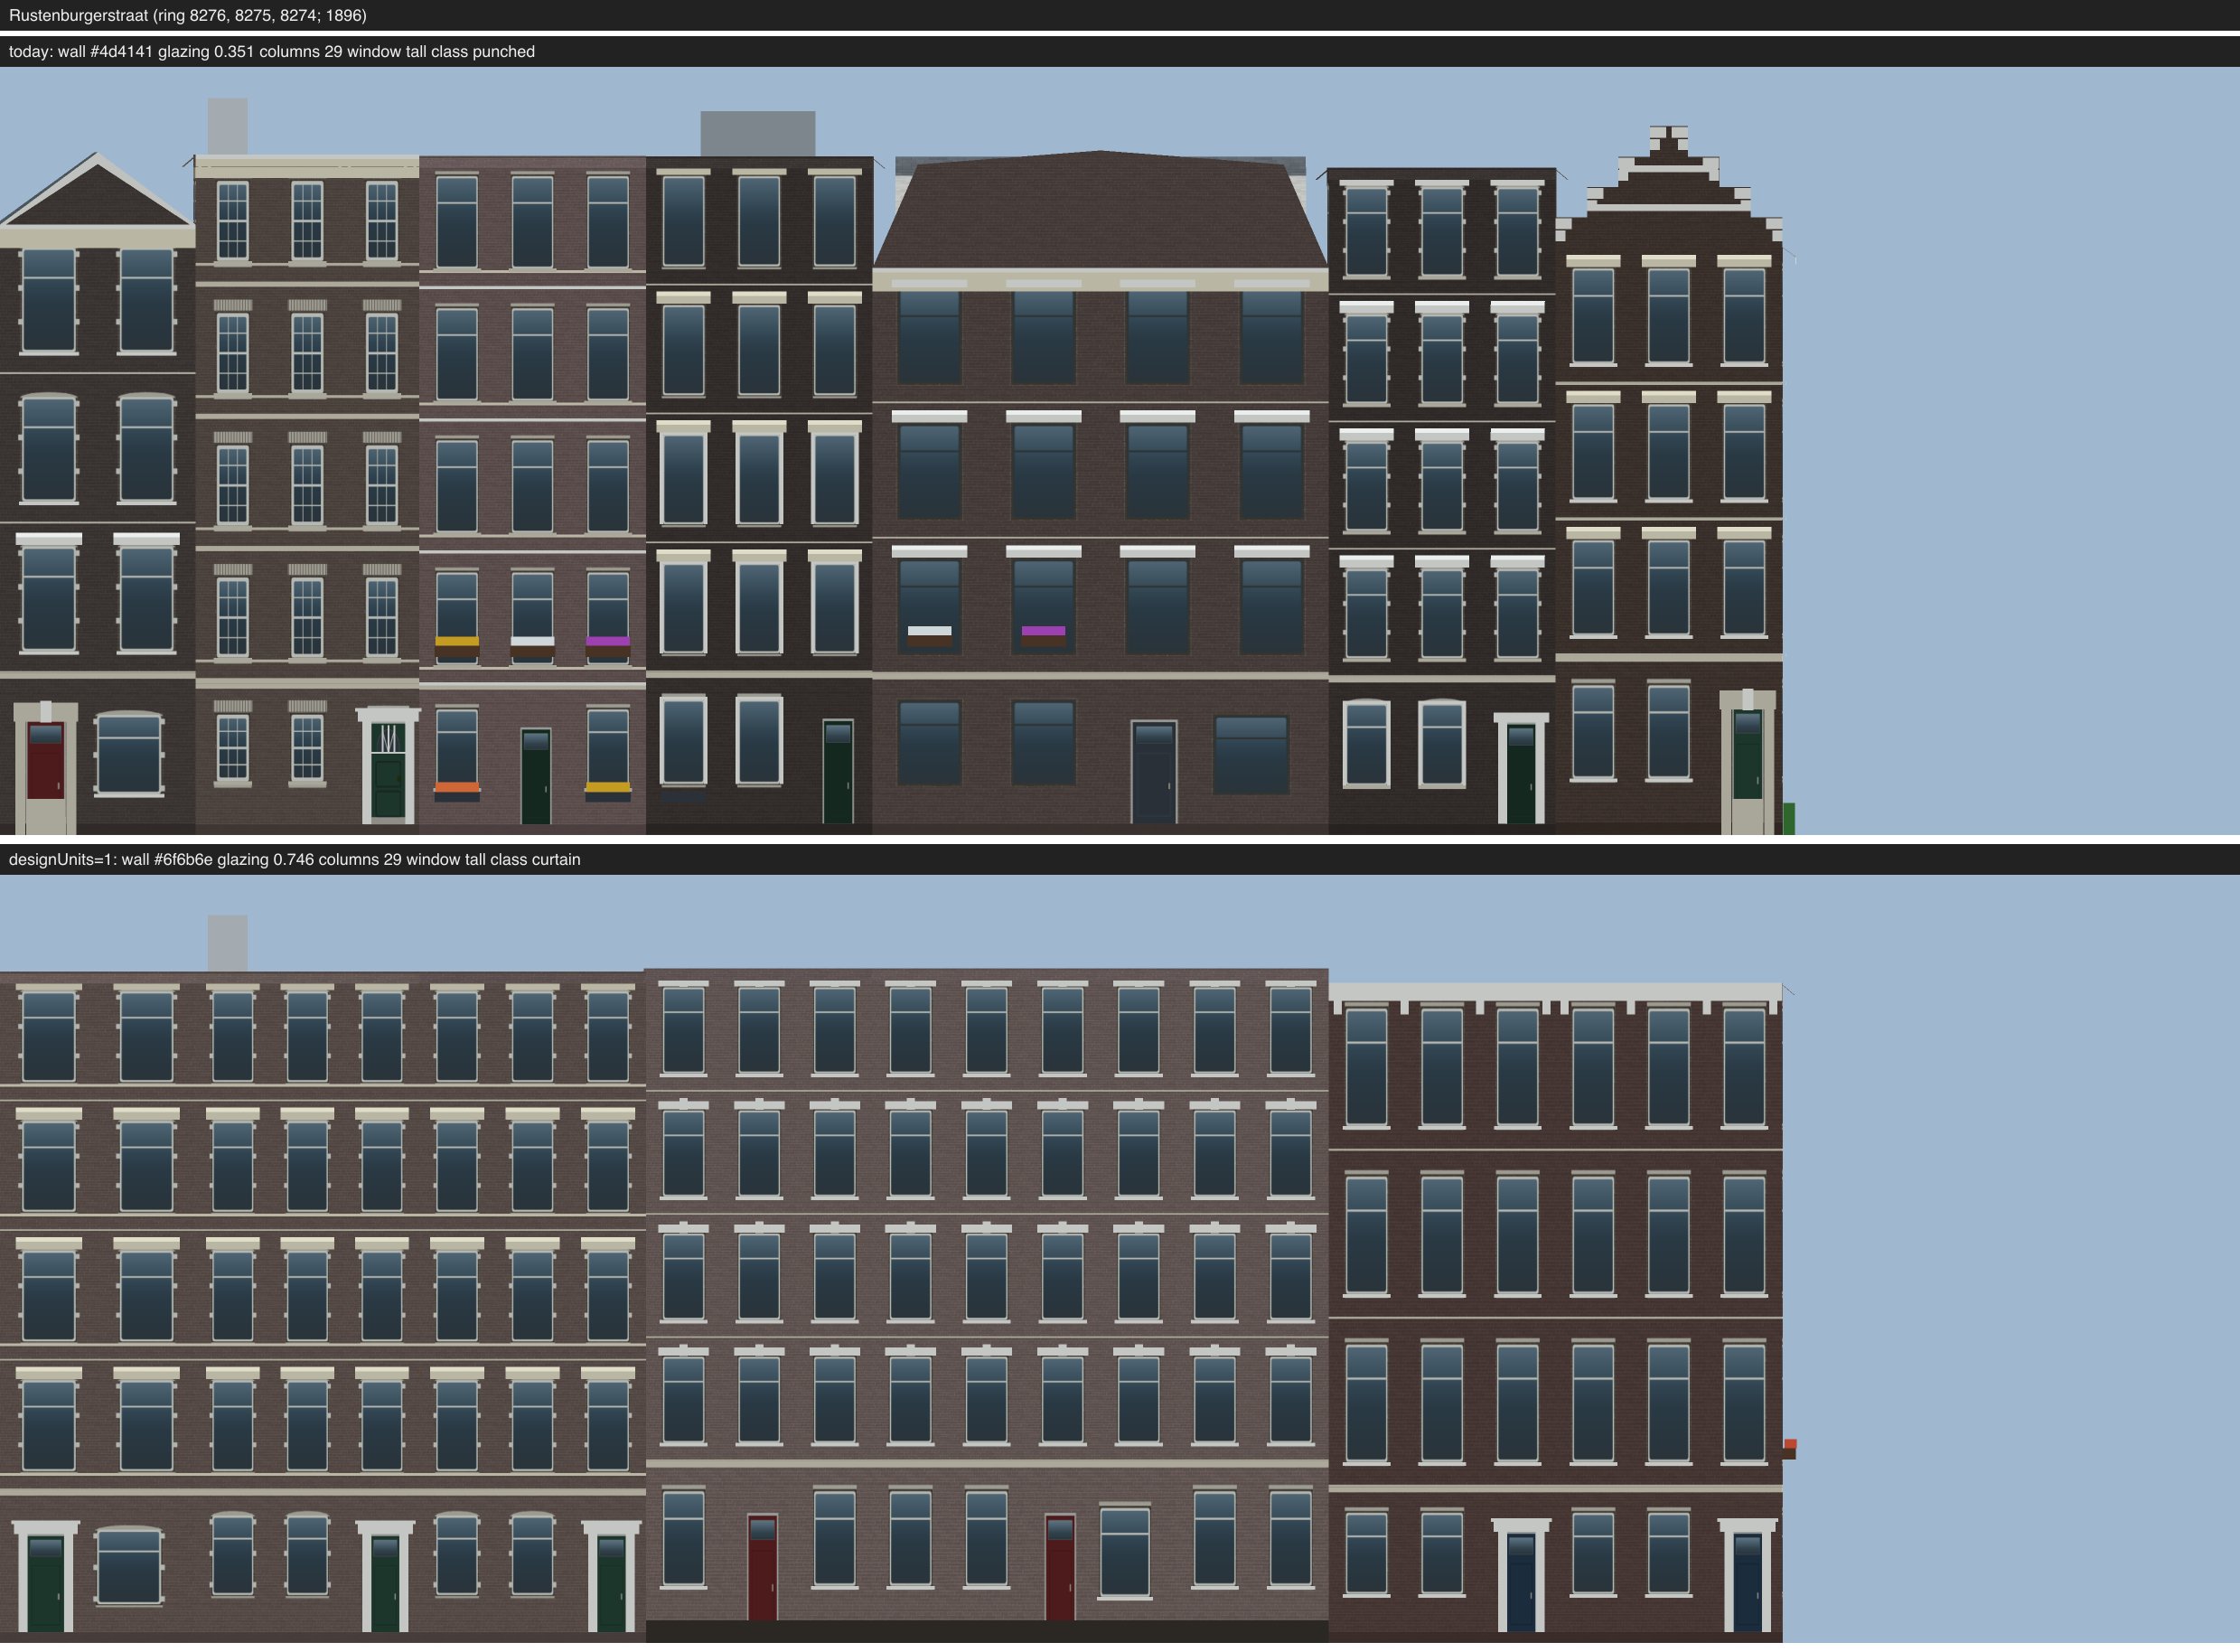 Rustenburgerstraat (ring 8276, 8275, 8274; 1896)
today: wall #4d4141 glazing 0.351 columns 29 window tall class punched
designUnits=1: wall #6f6b6e glazing 0.746 columns 29 window tall class curtain